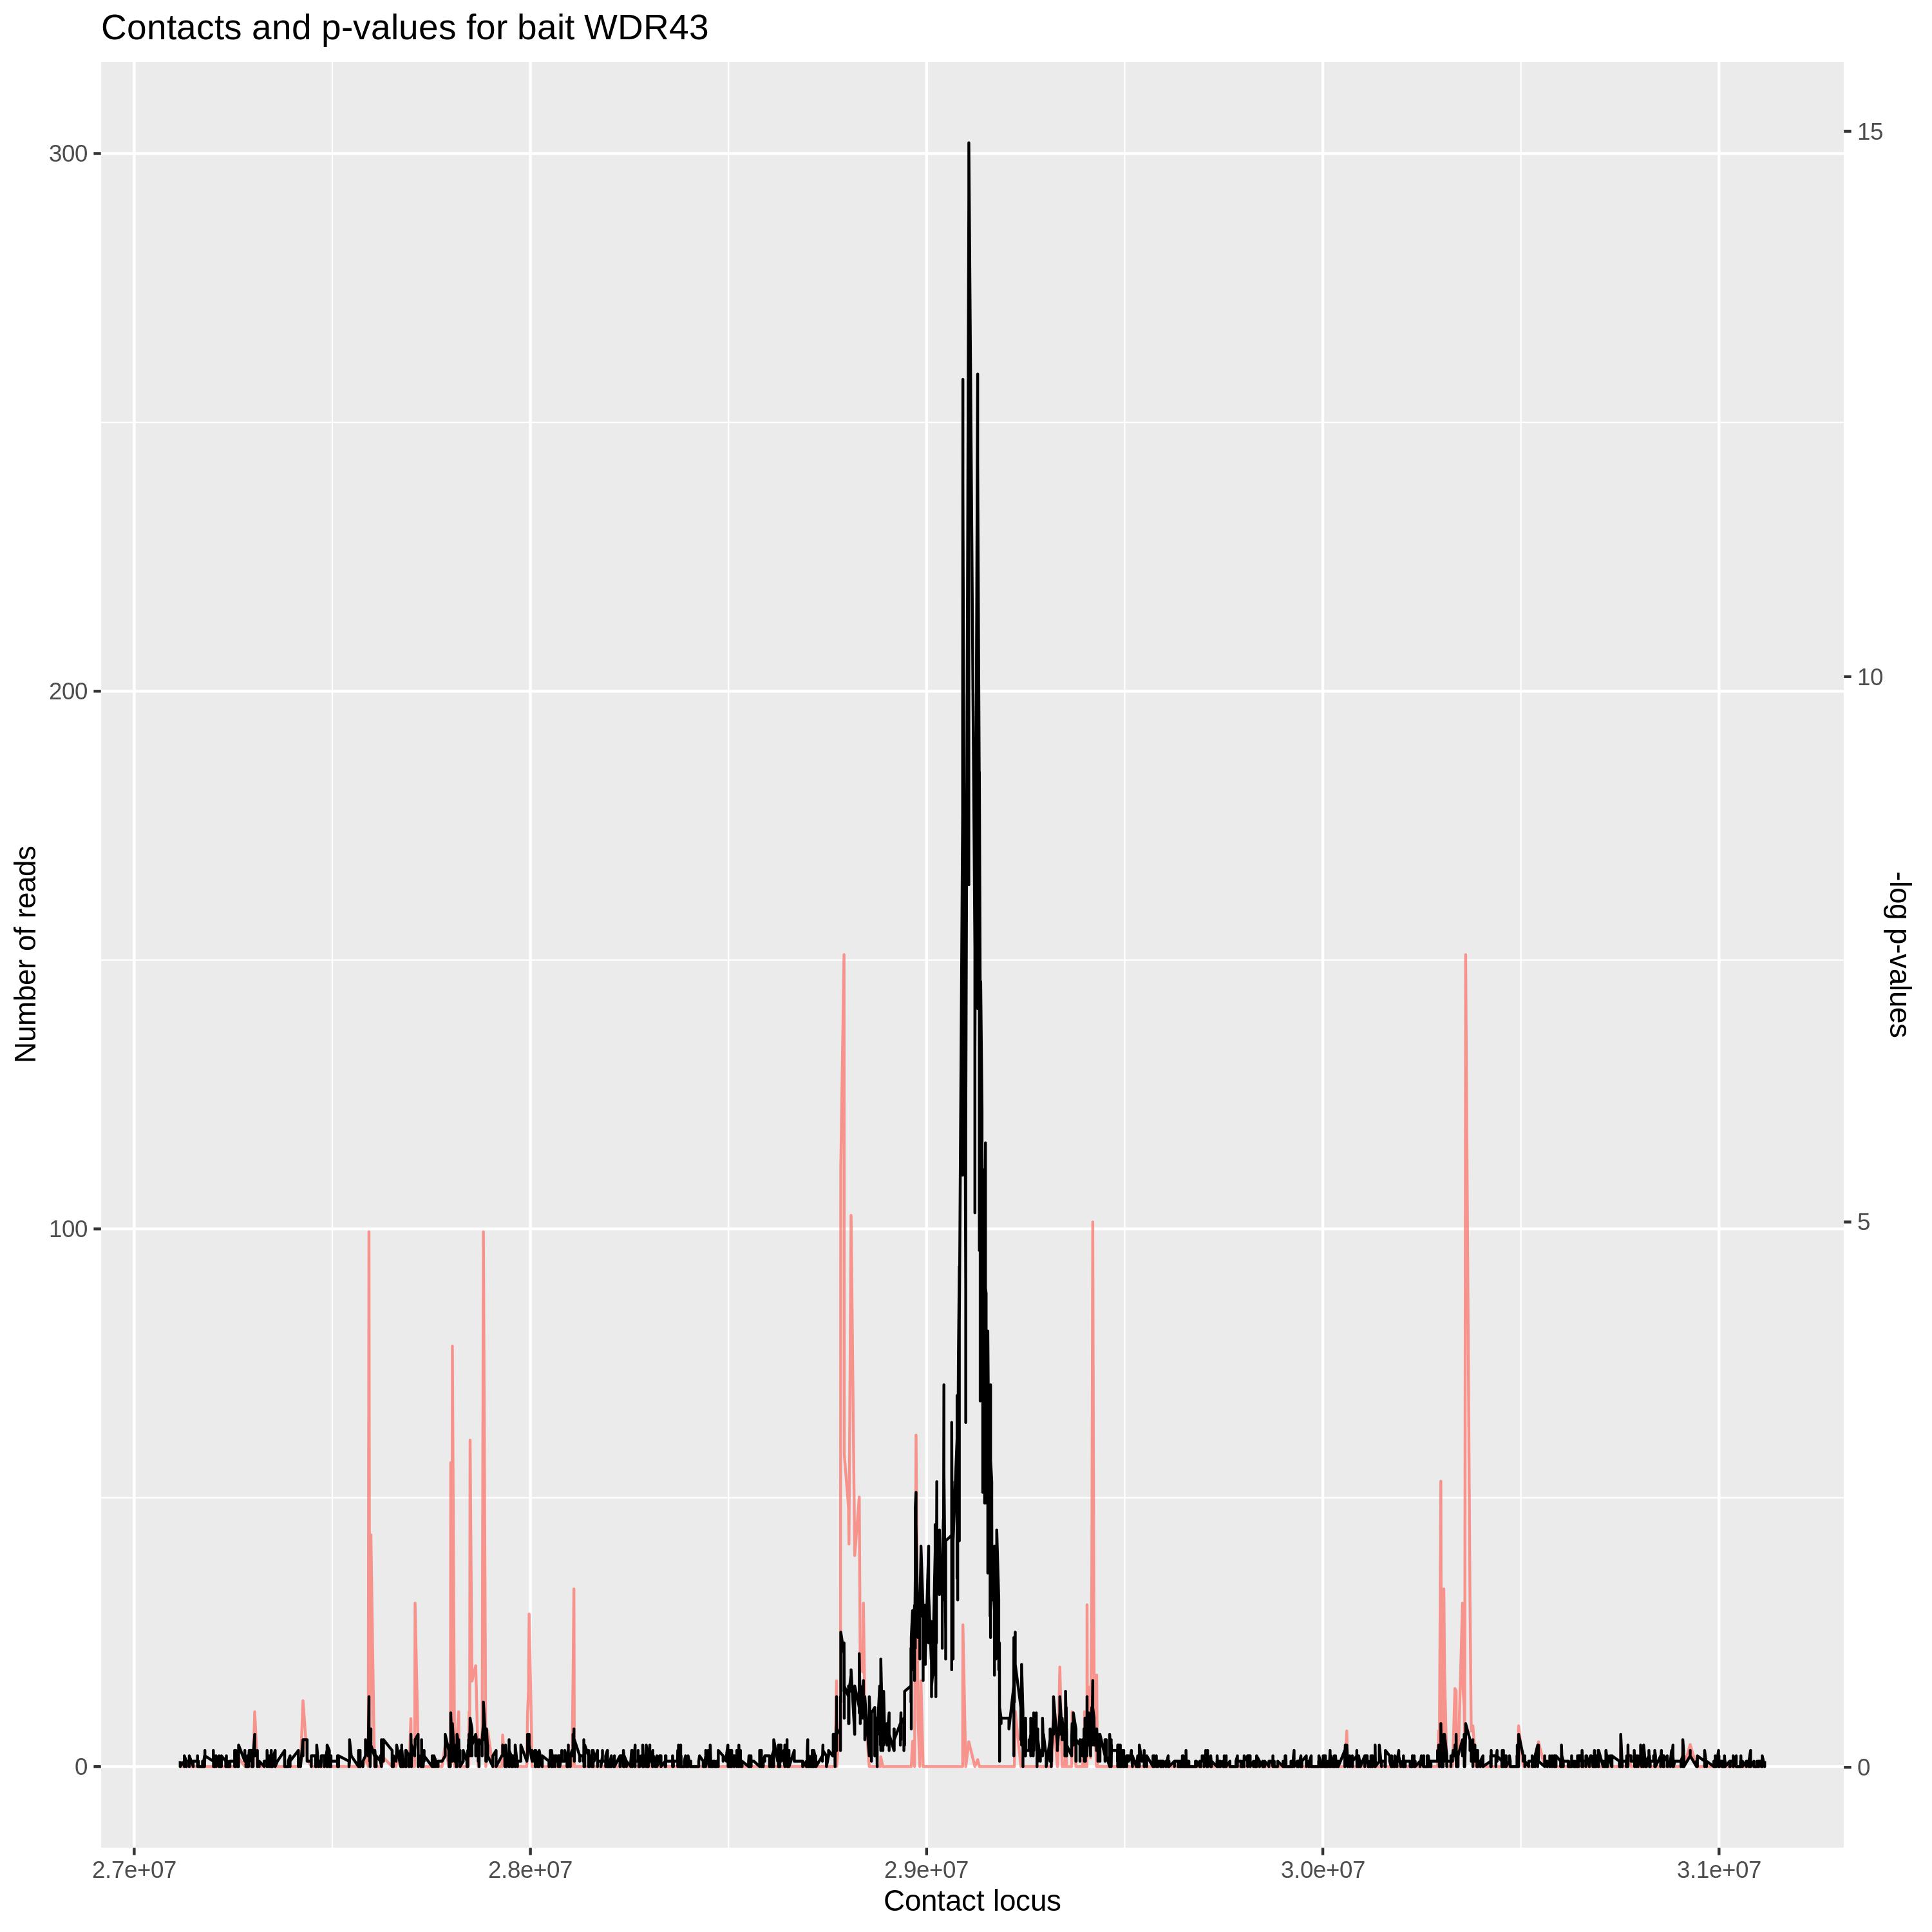 Contacts and p-values for bait WDR43
300
200
100
0
Number of reads
15
10
5
0
-log p-values
2.7e+07
2.8e+07
2.9e+07
3.0e+07
3.1e+07
Contact locus